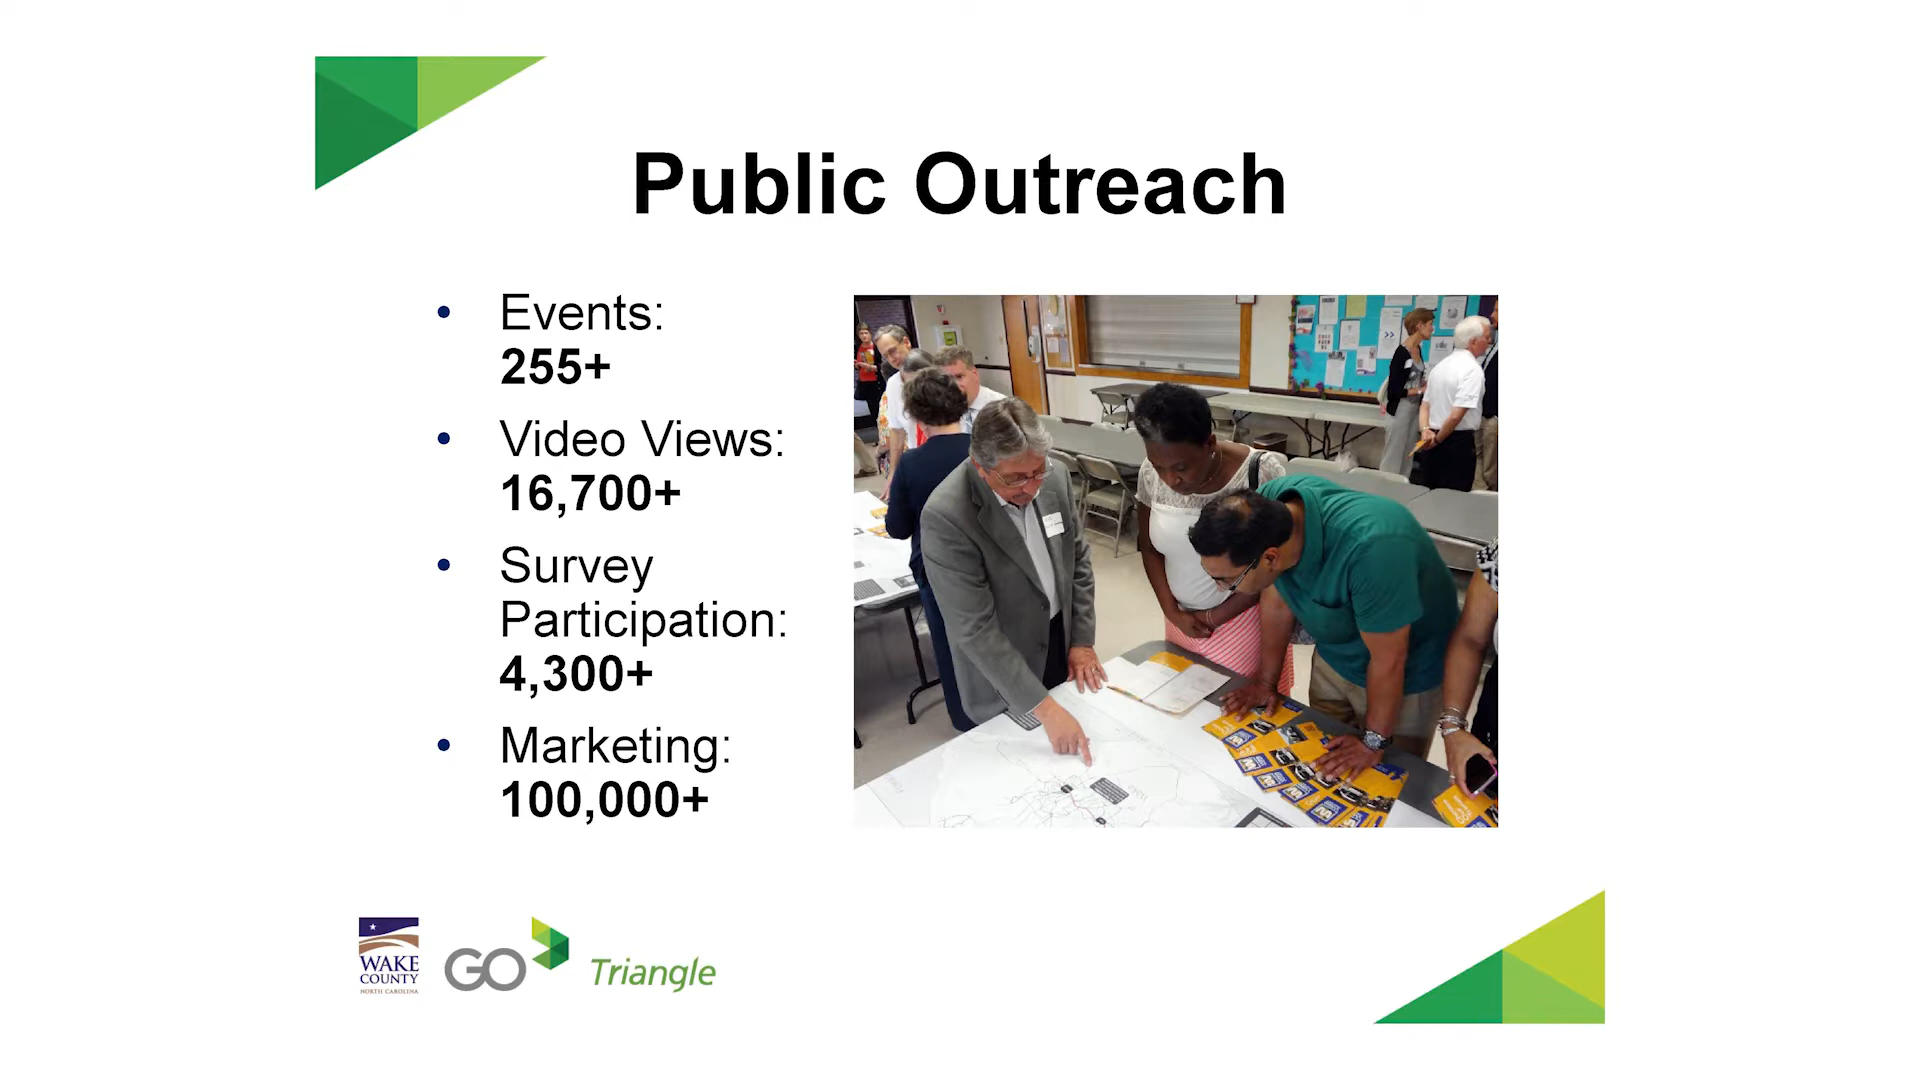 Public Outreach
• Events:
255+
• Video Views:
16,700+
• Survey
Participation:
4,300+
• Marketing:
100,000+
WAKE
COUNTY
NORTH CAROLINA
GO
Triangle